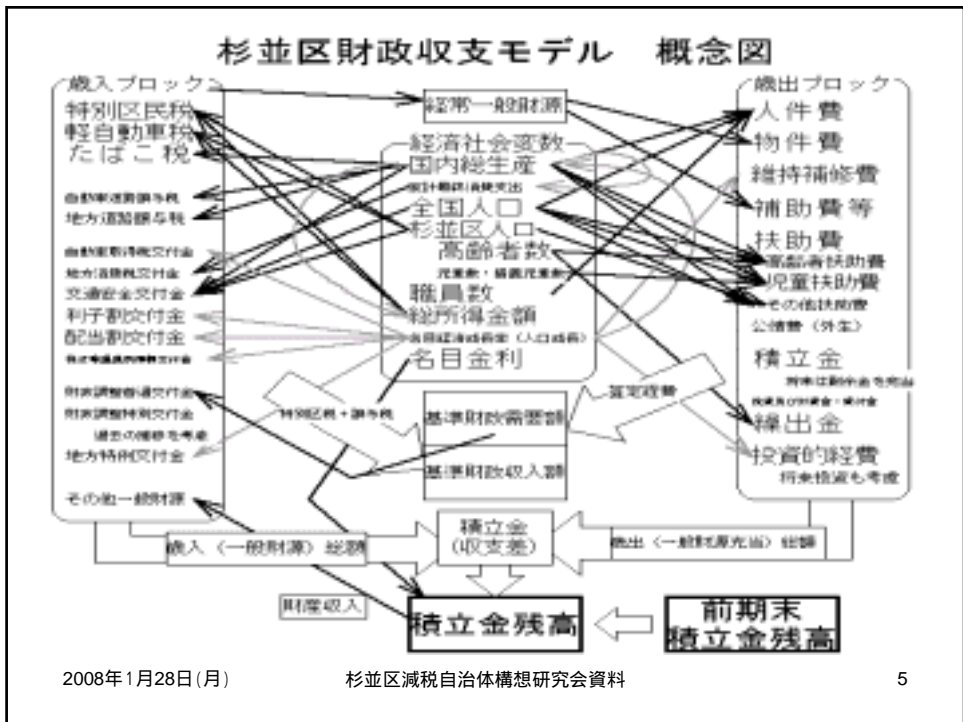 杉並区財政収支モデル　概念図
歳入ブロック
特別区民税
軽自動車税
たばこ税
自動車重量譲与税
地方道路譲与税
自動車取得税交付金
地方消費税交付金
交通安全交付金
利子割交付金
配当割交付金
財政調整普通交付金
財政調整特別交付金
過去の推移を考慮
地方特例交付金
その他一般財源
経常一般財源
経済社会変数
国内総生産
全国人口
杉並区人口
高齢者数
職員数
総所得金額
名目経済成長率（人口成長）
名目金利
歳出ブロック
人件費
物件費
維持補修費
補助費等
扶助費
高齢者扶助費
児童扶助費
その他扶助費
公債費（外生）
積立金
繰出金
投資的経費
将来投資も考慮
特別区税＋譲与税
算定経費
基準財政需要額
基準財政収入額
歳入（一般財源）総額
積立金
(収支差)
歳出（一般財源充当）総額
財産収入
積立金残高
前期末
積立金残高
2008年1月28日(月)
杉並区減税自治体構想研究会資料
5